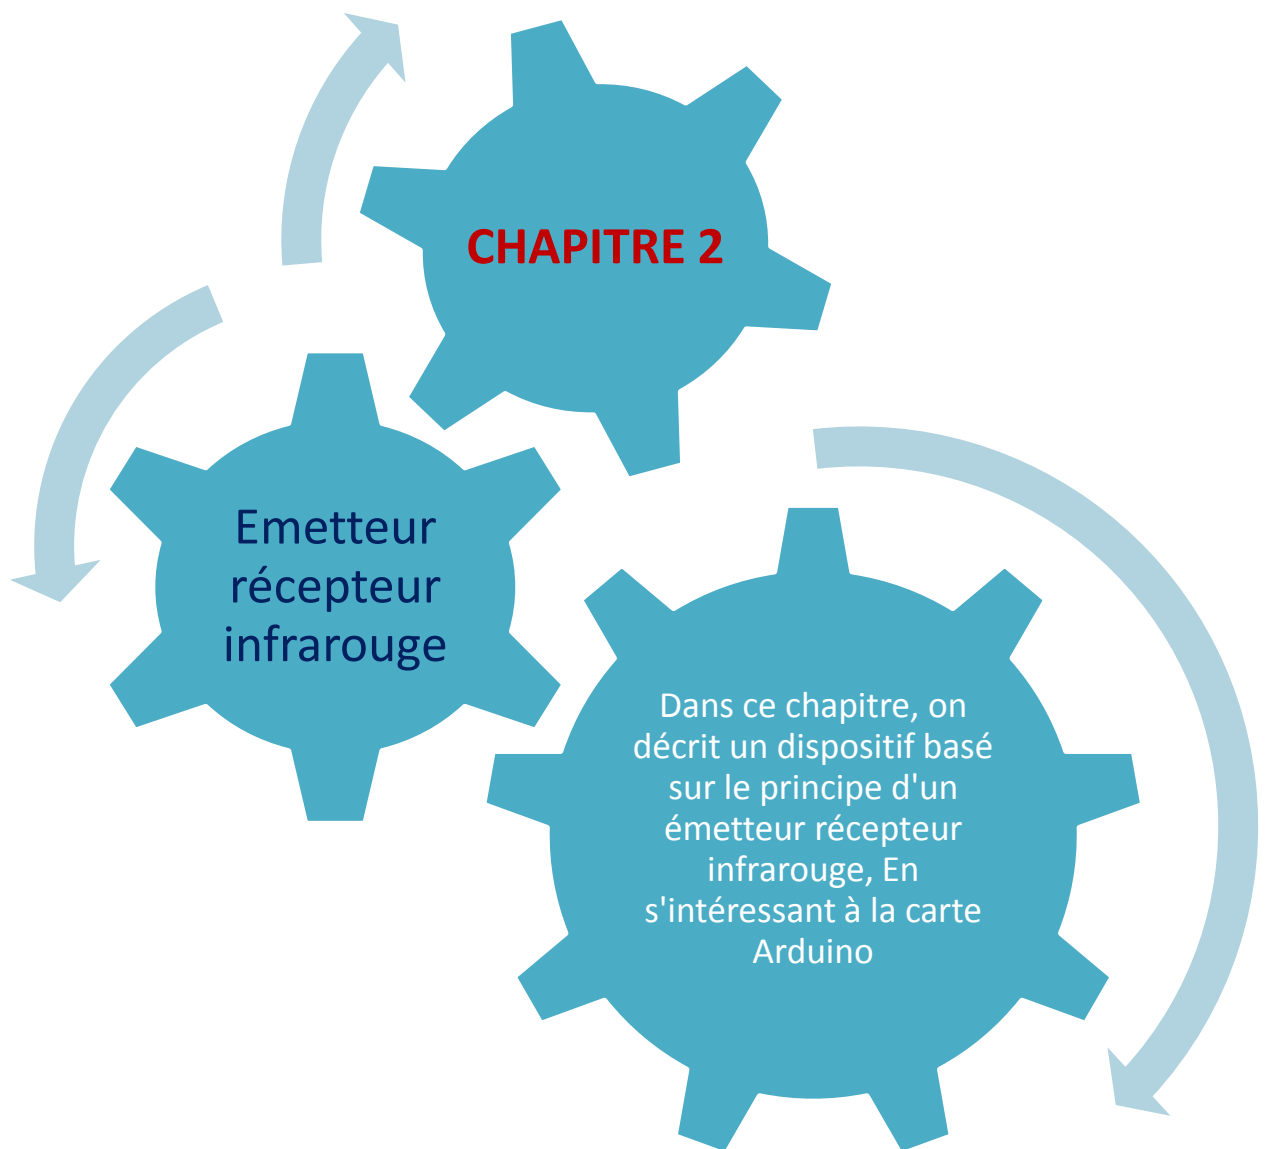 CHAPITRE 2
Emetteur
récepteur
infrarouge
Dans ce chapitre, on
décrit un dispositif basé
sur le principe d'un
émetteur récepteur
infrarouge, En
s'intéressant à la carte
Arduino